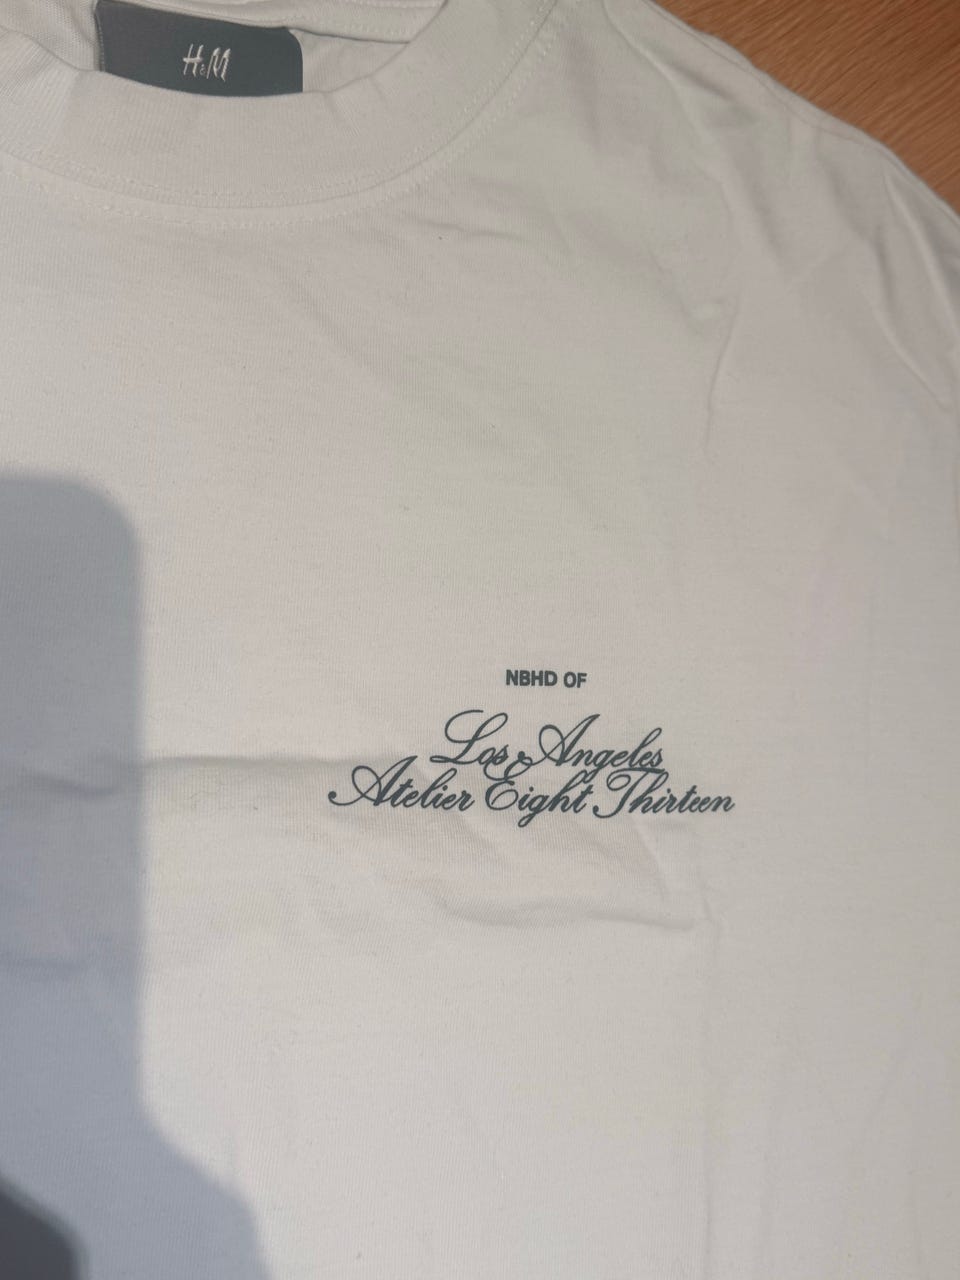 H&M
NBHD OF
Los Angeles
Atelier Eight Thirteen